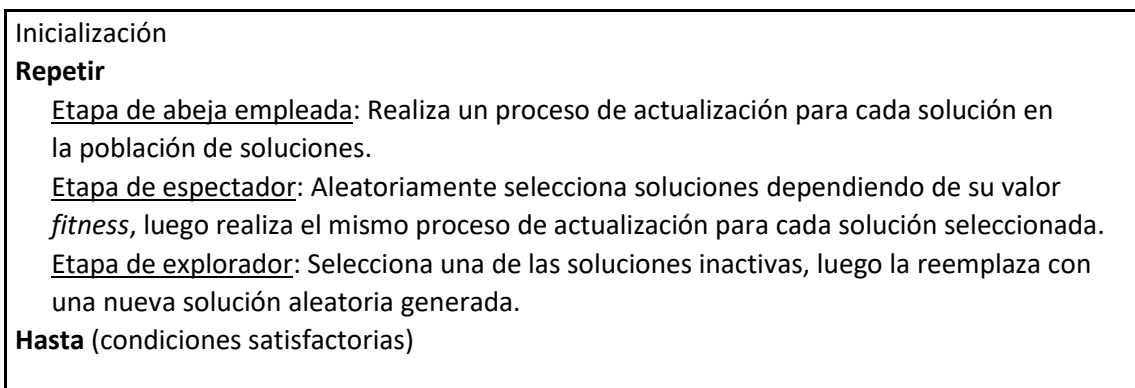 Inicialización
Repetir
Etapa de abeja empleada: Realiza un proceso de actualización para cada solución en
la población de soluciones.
Etapa de espectador: Aleatoriamente selecciona soluciones dependiendo de su valor
fitness, luego realiza el mismo proceso de actualización para cada solución seleccionada.
Etapa de explorador: Selecciona una de las soluciones inactivas, luego la reemplaza con
una nueva solución aleatoria generada.
Hasta (condiciones satisfactorias)